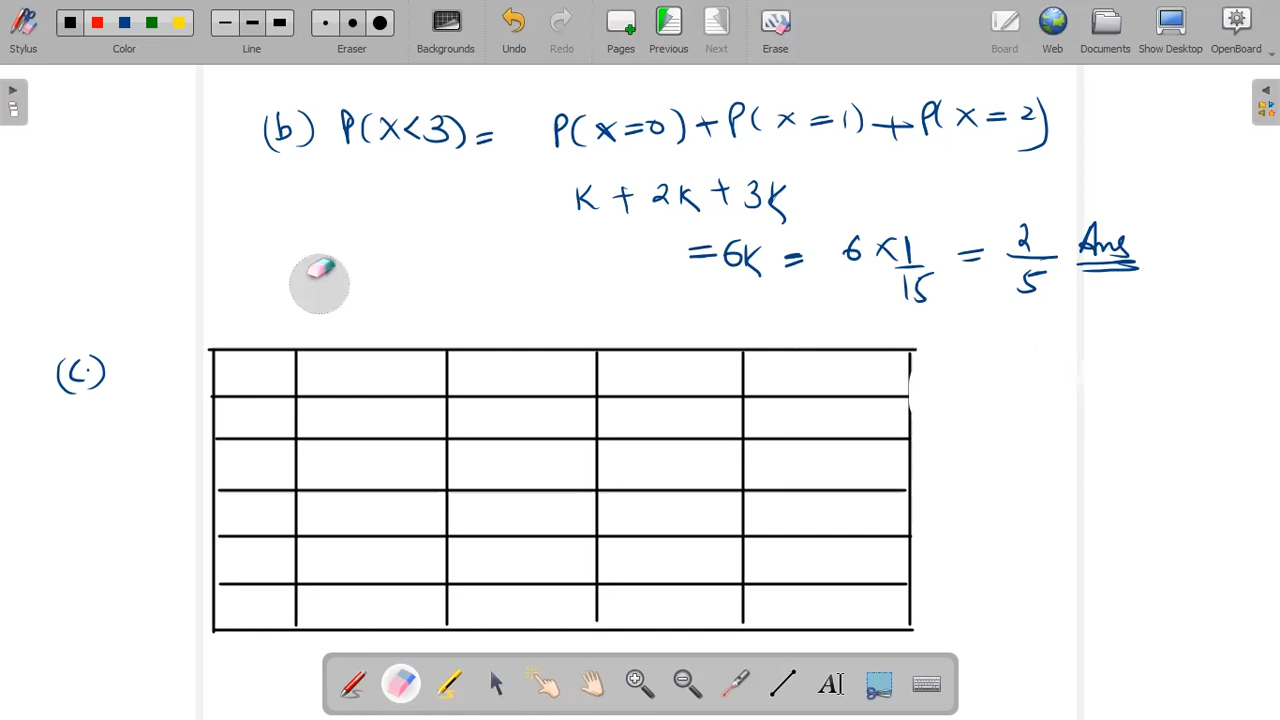 Stylus Color Line Eraser Backgrounds Undo Redo Pages Previous Next Erase Board Web Documents Show Desktop OpenBoard
(b) P(X<3) = P(x=0) + P(x=1) + P(x=2)
K + 2K + 3K
= 6K = 6 × 1/15 = 2/5 Ans
(C)